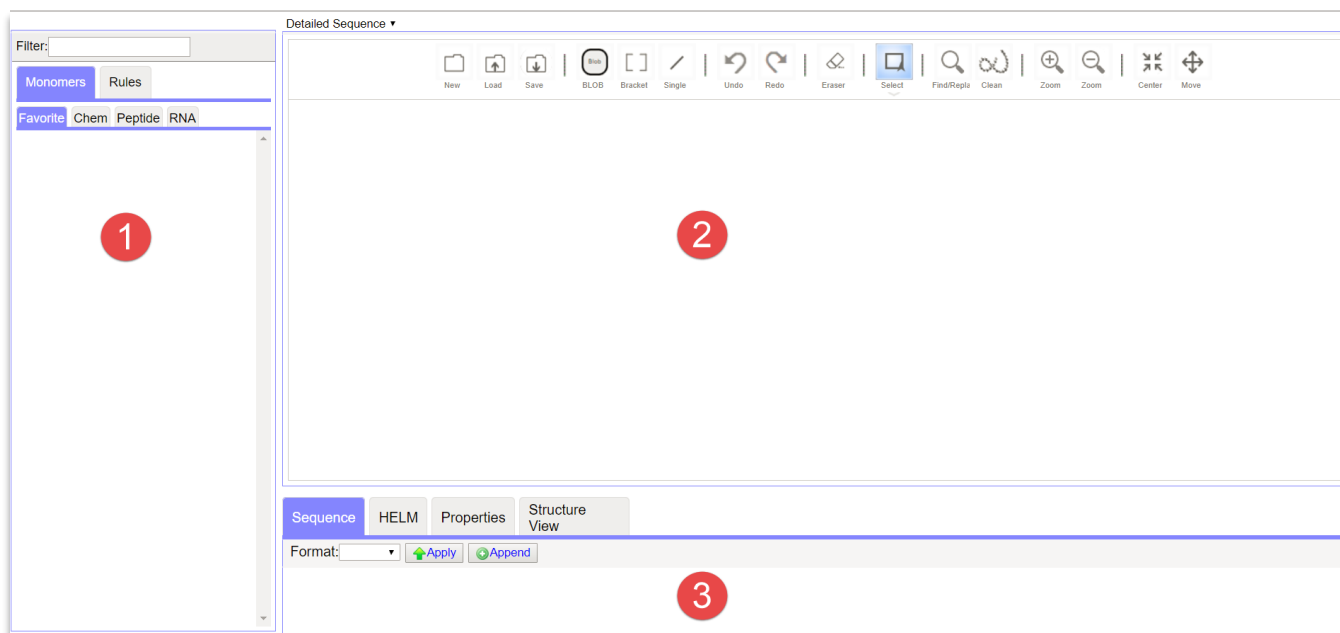 Detailed Sequence ▾
Filter:
Monomers Rules
Favorite Chem Peptide RNA
Blob
New Load Save BLOB Bracket Single Undo Redo Eraser Select Find/Repla Clean Zoom Zoom Center Move
1
2
Sequence HELM Properties Structure
View
Format: Apply Append
3